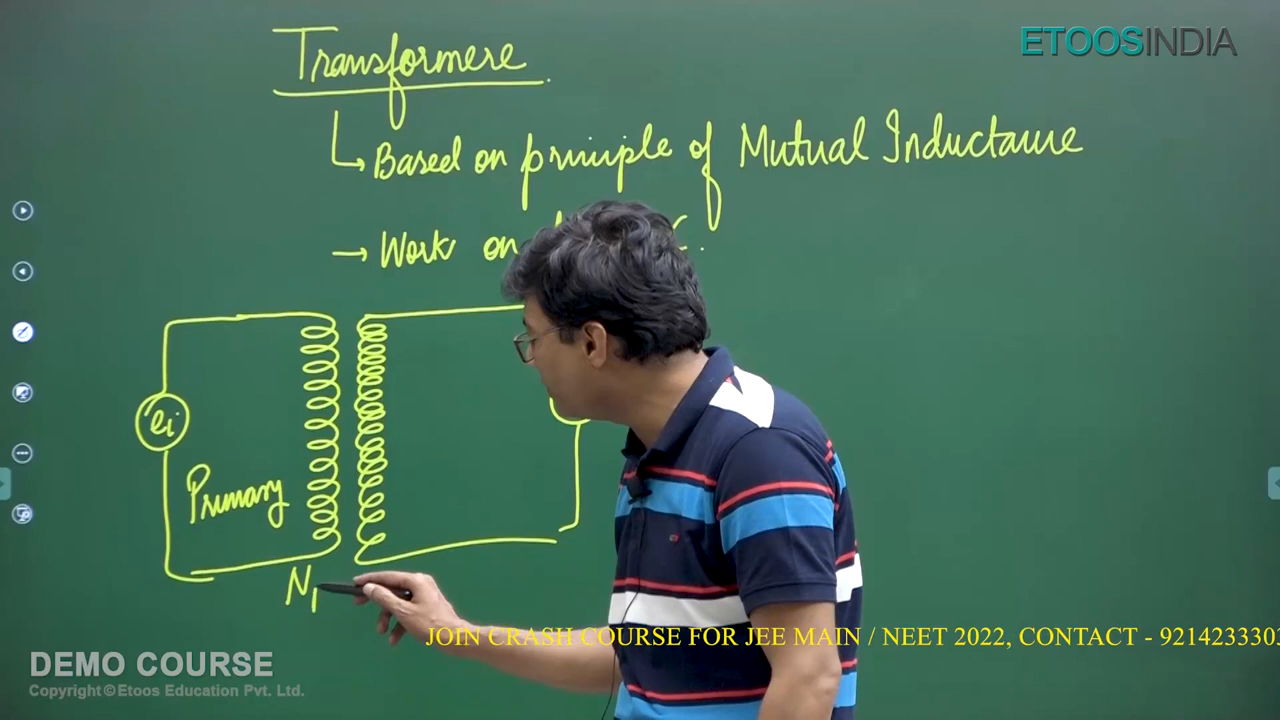 Transformere
ETOOSINDIA
Based on principle of Mutual Inductance
→ Work on
ei
Primary
N1
JOIN CRASH COURSE FOR JEE MAIN / NEET 2022, CONTACT - 921423330
DEMO COURSE
Copyright © Etoos Education Pvt. Ltd.